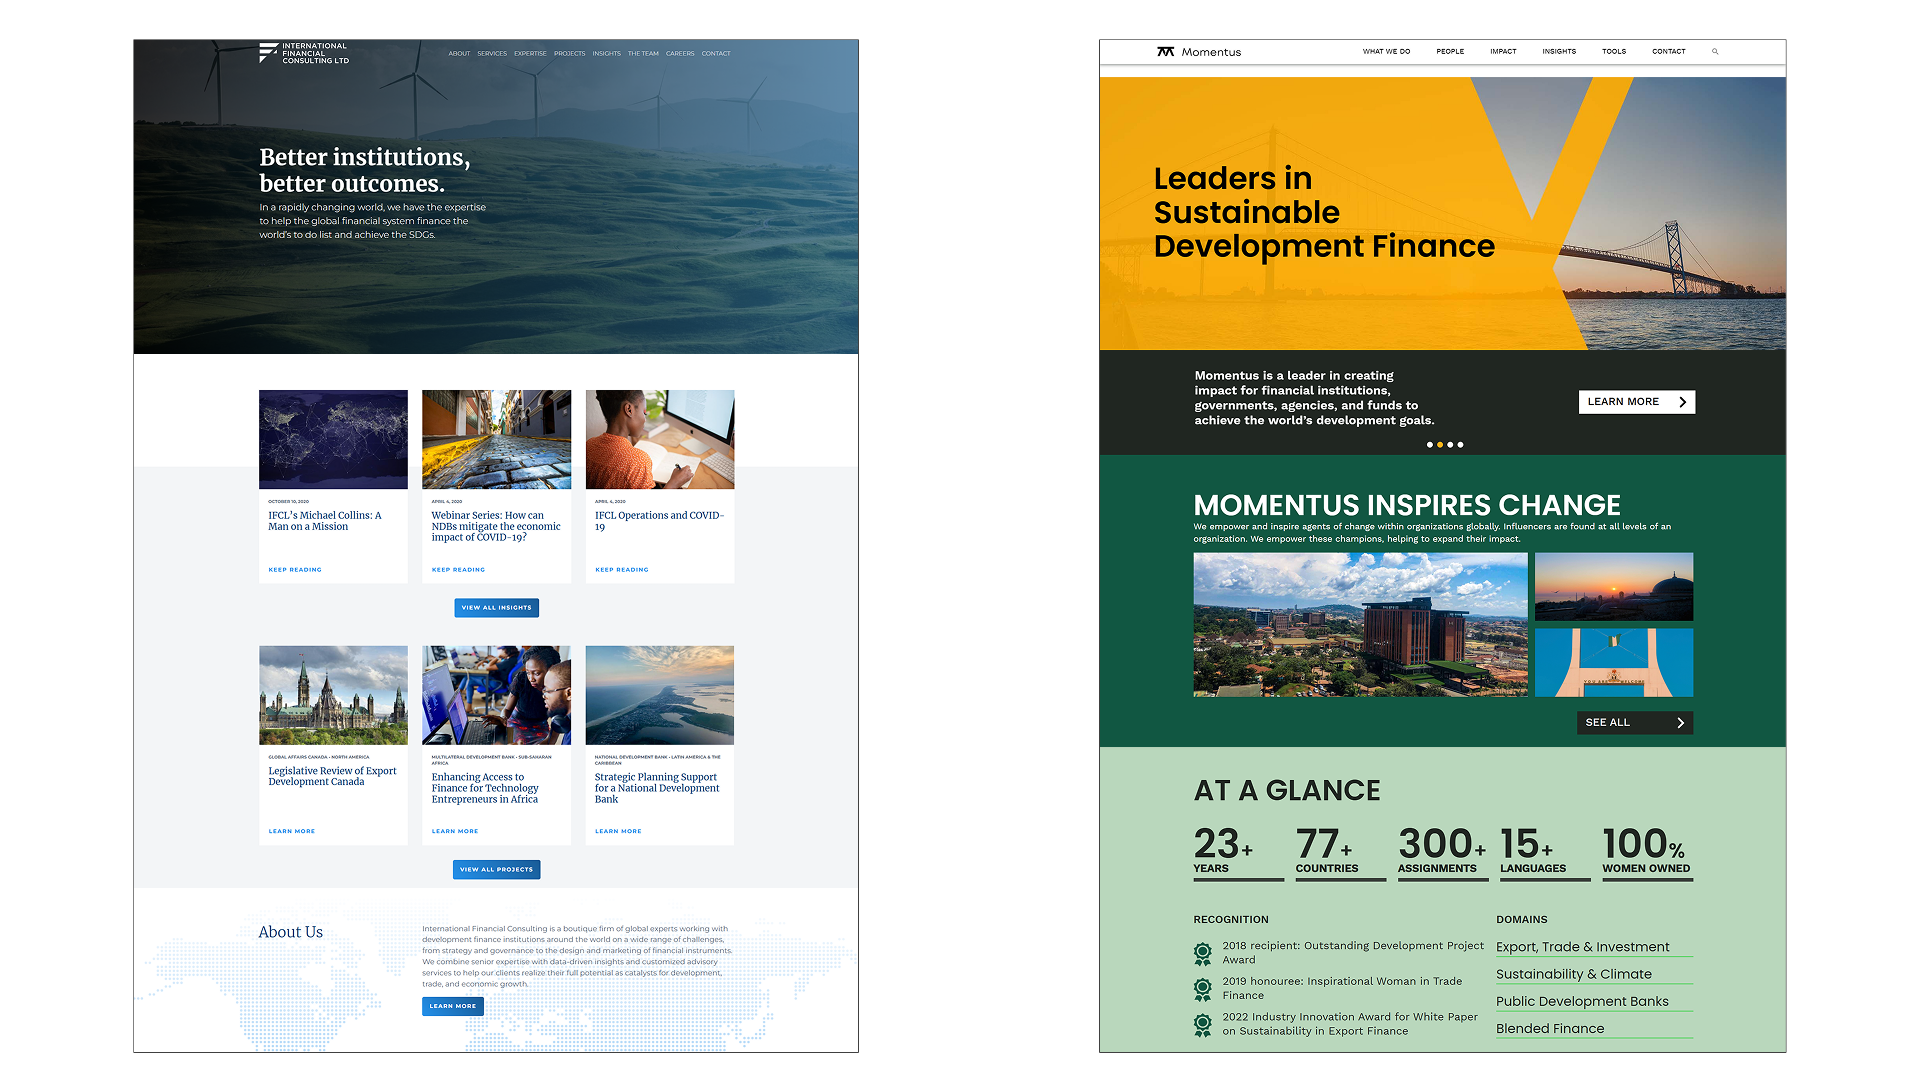 INTERNATIONAL
FINANCIAL
CONSULTING LTD
ABOUT SERVICES EXPERTISE PROJECTS INSIGHTS THE TEAM CAREERS CONTACT
Better institutions,
better outcomes.
In a rapidly changing world, we have the expertise
to help the global financial system finance the
world's to do list and achieve the SDGs.
OCTOBER 10, 2020
IFCL's Michael Collins: A
Man on a Mission
KEEP READING
APRIL 4, 2020
Webinar Series: How can
NDBs mitigate the economic
impact of COVID-19?
KEEP READING
APRIL 4, 2020
IFCL Operations and COVID-
19
KEEP READING
VIEW ALL INSIGHTS
GLOBAL AFFAIRS CANADA • NORTH AMERICA
Legislative Review of Export
Development Canada
LEARN MORE
MULTILATERAL DEVELOPMENT BANK • SUB-SAHARAN
AFRICA
Enhancing Access to
Finance for Technology
Entrepreneurs in Africa
LEARN MORE
NATIONAL DEVELOPMENT BANK • LATIN AMERICA & THE
CARIBBEAN
Strategic Planning Support
for a National Development
Bank
LEARN MORE
VIEW ALL PROJECTS
About Us
International Financial Consulting is a boutique firm of global experts working with
development finance institutions around the world on a wide range of challenges,
from strategy and governance to the design and marketing of financial instruments.
We combine senior expertise with data-driven insights and customized advisory
services to help our clients realize their full potential as catalysts for development,
trade, and economic growth.
LEARN MORE
Momentus
WHAT WE DO PEOPLE IMPACT INSIGHTS TOOLS CONTACT
Leaders in
Sustainable
Development Finance
Momentus is a leader in creating
impact for financial institutions,
governments, agencies, and funds to
achieve the world's development goals.
LEARN MORE
MOMENTUS INSPIRES CHANGE
We empower and inspire agents of change within organizations globally. Influencers are found at all levels of an
organization. We empower these champions, helping to expand their impact.
YOU ARE WELCOME
SEE ALL
AT A GLANCE
23+ 77+ 300+ 15+ 100%
YEARS COUNTRIES ASSIGNMENTS LANGUAGES WOMEN OWNED
RECOGNITION
2018 recipient: Outstanding Development Project
Award
2019 honouree: Inspirational Woman in Trade
Finance
2022 Industry Innovation Award for White Paper
on Sustainability in Export Finance
DOMAINS
Export, Trade & Investment
Sustainability & Climate
Public Development Banks
Blended Finance